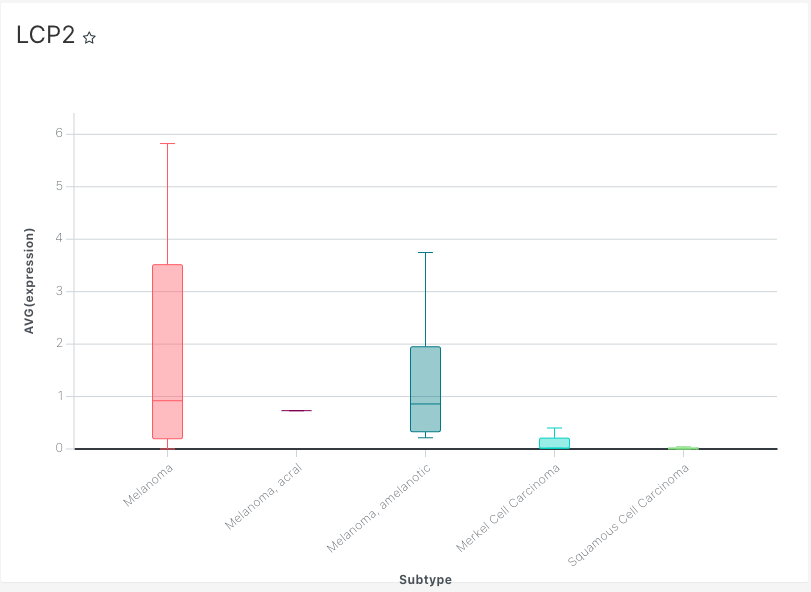 LCP2
AVG(expression)
6
5
4
3
2
1
0
Melanoma
Melanoma, acral
Melanoma, amelanotic
Merkel Cell Carcinoma
Squamous Cell Carcinoma
Subtype